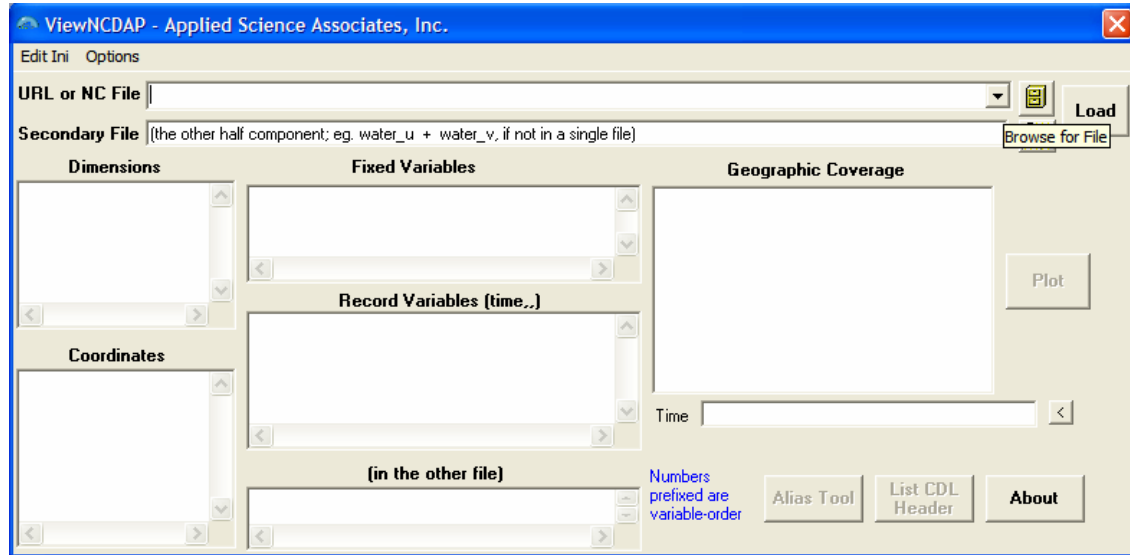 ViewNCDAP - Applied Science Associates, Inc.
Edit Ini Options
URL or NC File
Load
Secondary File (the other half component; eg. water_u + water_v, if not in a single file)
Browse for File
Dimensions
Fixed Variables
Geographic Coverage
Plot
Record Variables (time,,)
Coordinates
Time <
(in the other file)
Numbers
prefixed are
variable-order
Alias Tool
List CDL
Header
About